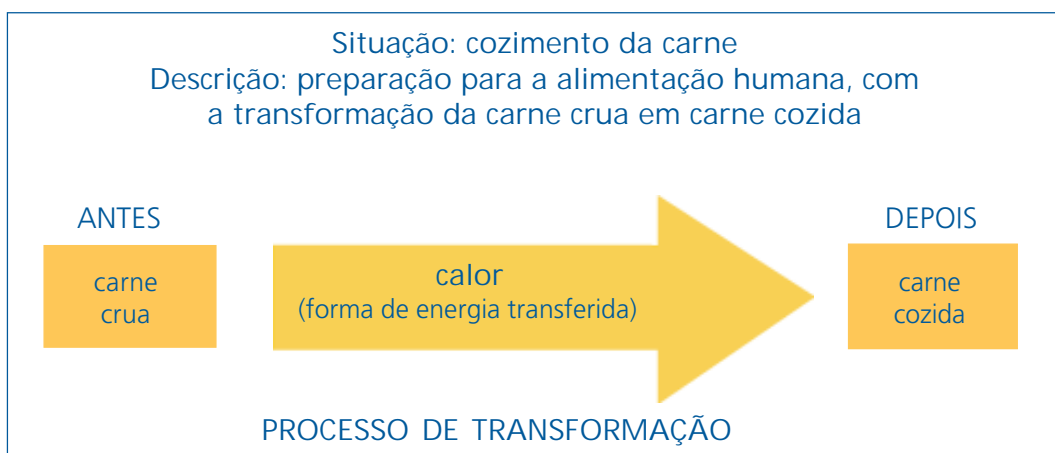 Situação: cozimento da carne
Descrição: preparação para a alimentação humana, com
a transformação da carne crua em carne cozida
ANTES
carne
crua
calor
(forma de energia transferida)
DEPOIS
carne
cozida
PROCESSO DE TRANSFORMAÇÃO